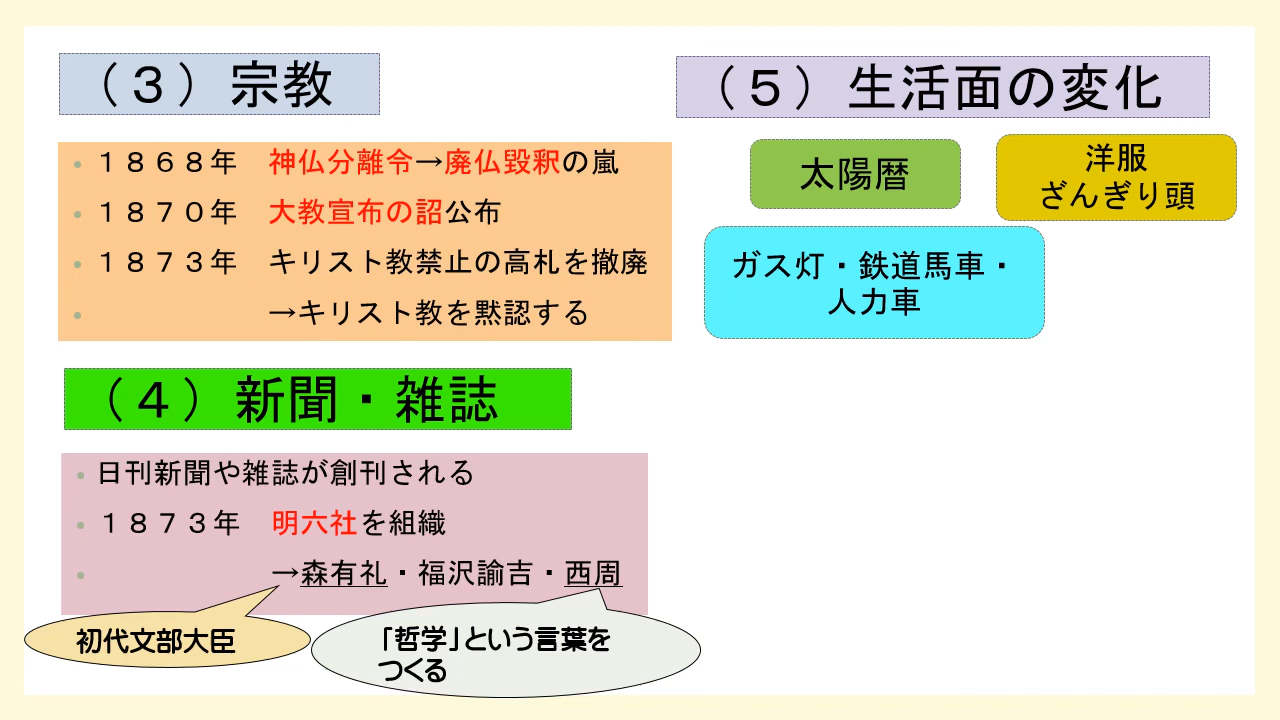 （３）宗教
１８６８年　神仏分離令→廃仏毀釈の嵐
１８７０年　大教宣布の詔公布
１８７３年　キリスト教禁止の高札を撤廃
→キリスト教を黙認する
（４）新聞・雑誌
日刊新聞や雑誌が創刊される
１８７３年　明六社を組織
→森有礼・福沢諭吉・西周
初代文部大臣
「哲学」という言葉を
つくる
（５）生活面の変化
太陽暦
洋服
ざんぎり頭
ガス灯・鉄道馬車・
人力車